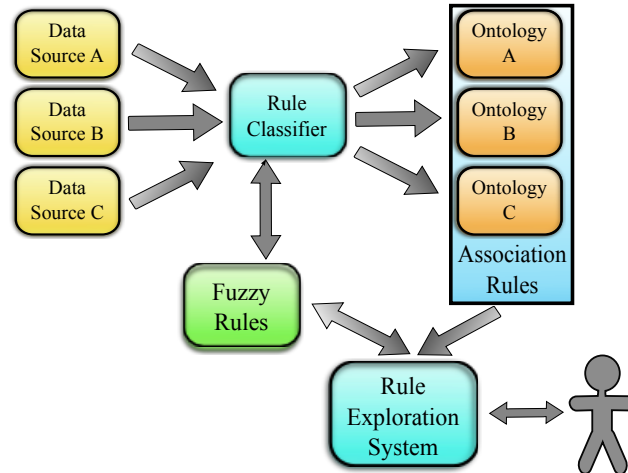 Data
Source A
Data
Source B
Data
Source C
Rule
Classifier
Ontology
A
Ontology
B
Ontology
C
Association
Rules
Fuzzy
Rules
Rule
Exploration
System